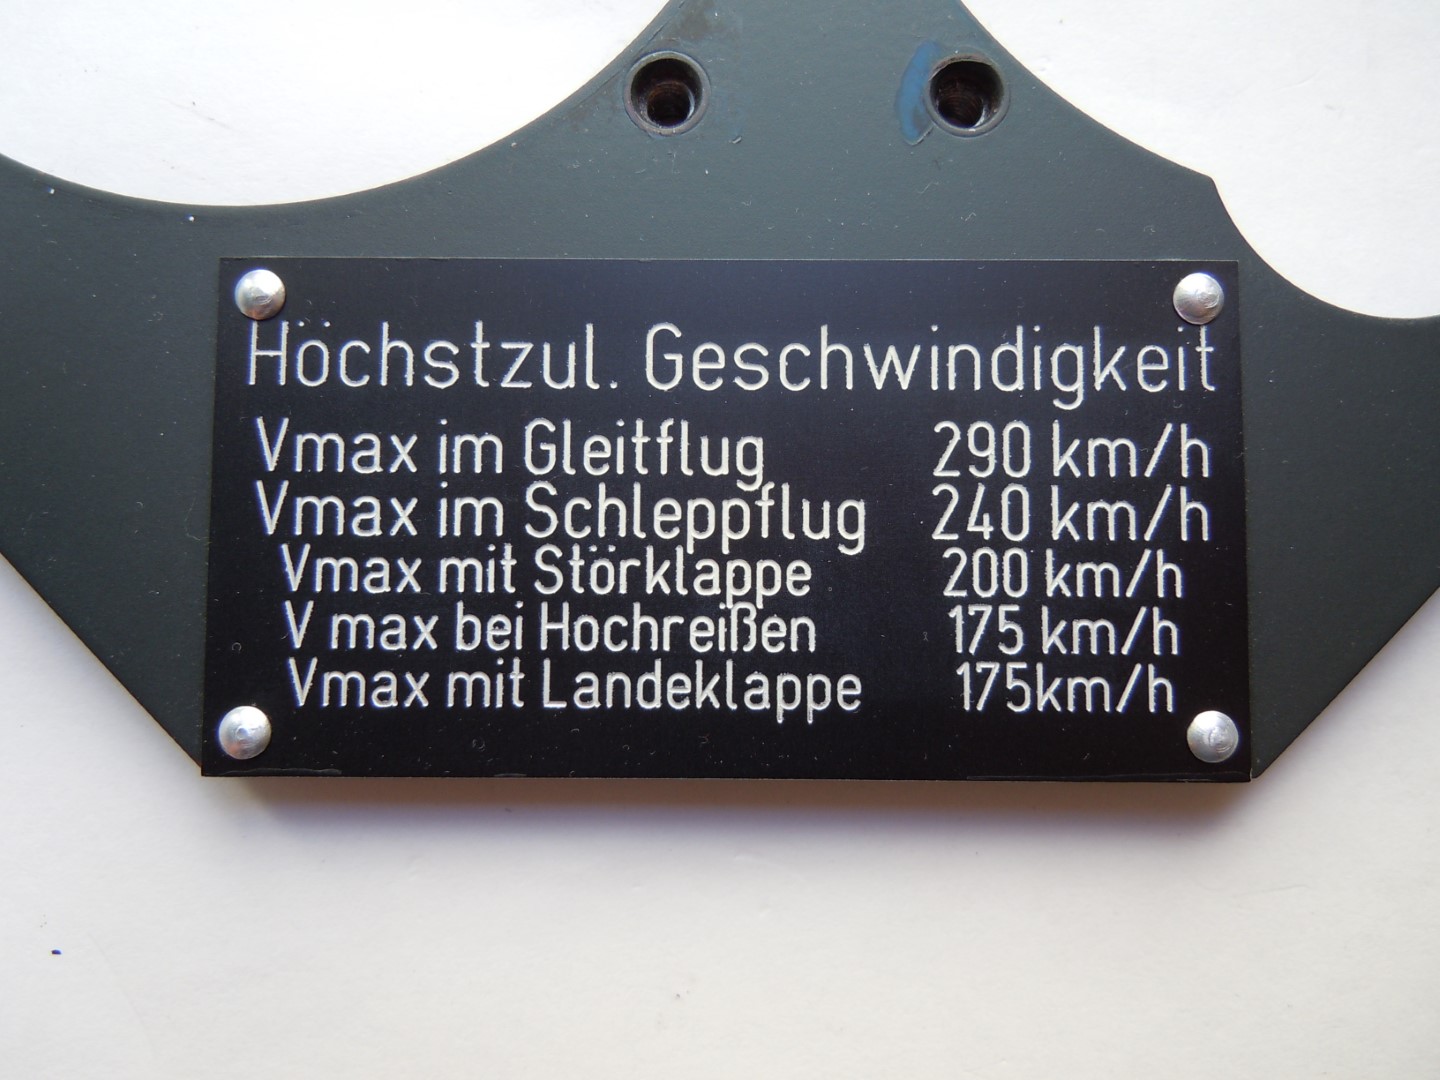 Höchstzul. Geschwindigkeit
Vmax im Gleitflug 290 km/h
Vmax im Schleppflug 240 km/h
Vmax mit Störklappe 200 km/h
V max bei Hochreißen 175 km/h
Vmax mit Landeklappe 175km/h